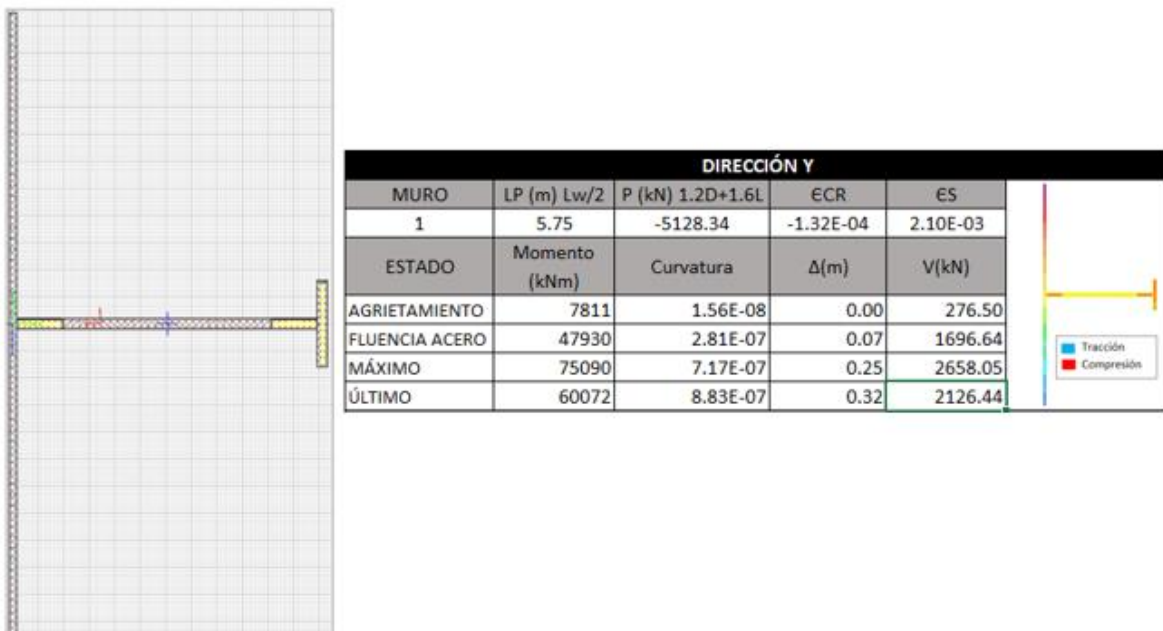 DIRECCIÓN Y
MURO LP (m) Lw/2 P (kN) 1.2D+1.6L ЄCR ЄS
1 5.75 -5128.34 -1.32E-04 2.10E-03
ESTADO Momento (kNm) Curvatura Δ(m) V(kN)
AGRIETAMIENTO 7811 1.56E-08 0.00 276.50
FLUENCIA ACERO 47930 2.81E-07 0.07 1696.64
MÁXIMO 75090 7.17E-07 0.25 2658.05
ÚLTIMO 60072 8.83E-07 0.32 2126.44
Tracción
Compresión